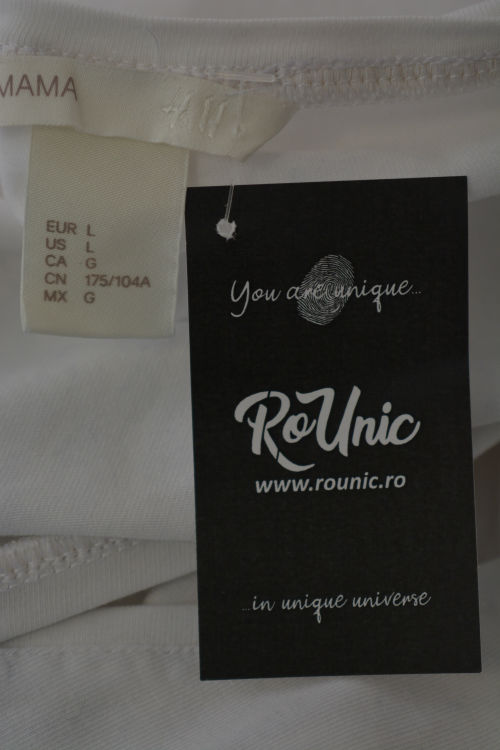 MAMA
H&M
EUR L
US L
CA G
CN 175/104A
MX G
You are unique...
RoUnic
www.rounic.ro
...in unique universe